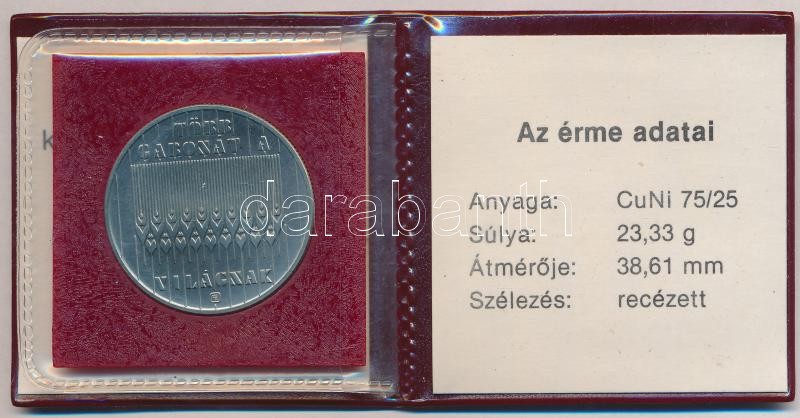 TÖBB
GABONÁT A
VILÁGNAK
K
darabanth
Az érme adatai
Anyaga: CuNi 75/25
Súlya: 23,33 g
Átmérője: 38,61 mm
Szélezés: recézett